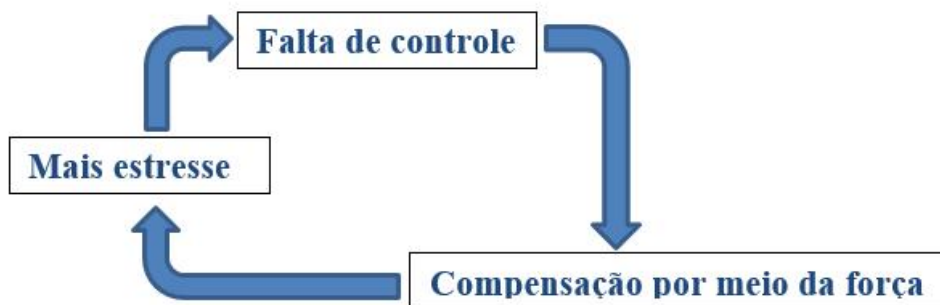 Falta de controle
Mais estresse
Compensação por meio da força